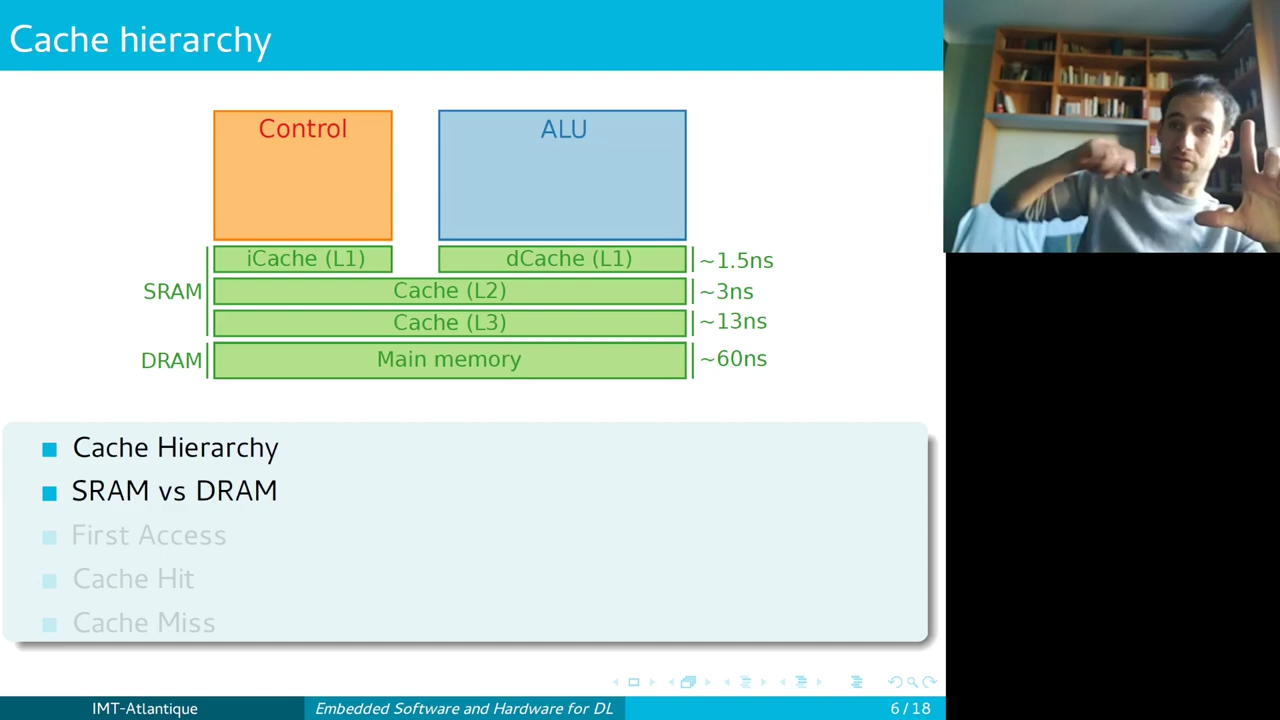 Cache hierarchy
Control
ALU
iCache (L1)
dCache (L1)
~1.5ns
SRAM
Cache (L2)
~3ns
Cache (L3)
~13ns
DRAM
Main memory
~60ns
Cache Hierarchy
SRAM vs DRAM
First Access
Cache Hit
Cache Miss
IMT-Atlantique
Embedded Software and Hardware for DL
6 / 18